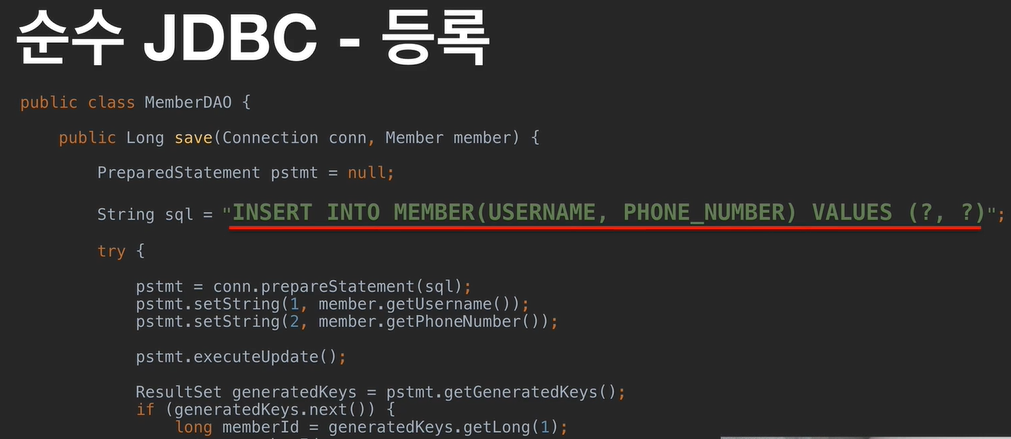 순수 JDBC - 등록
public class MemberDAO {
public Long save(Connection conn, Member member) {
PreparedStatement pstmt = null;
String sql = "INSERT INTO MEMBER(USERNAME, PHONE_NUMBER) VALUES (?, ?)";
try {
pstmt = conn.prepareStatement(sql);
pstmt.setString(1, member.getUsername());
pstmt.setString(2, member.getPhoneNumber());
pstmt.executeUpdate();
ResultSet generatedKeys = pstmt.getGeneratedKeys();
if (generatedKeys.next()) {
long memberId = generatedKeys.getLong(1);